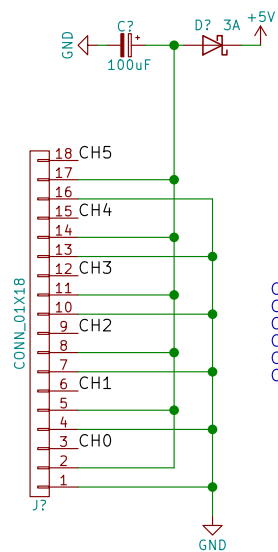 +5V
C?
D? 3A
GND
+
100uF
18 CH5
17
16
15 CH4
14
13
12 CH3
11
10
9 CH2
8
7
6 CH1
5
4
3 CH0
2
1
CONN_01X18
J?
GND